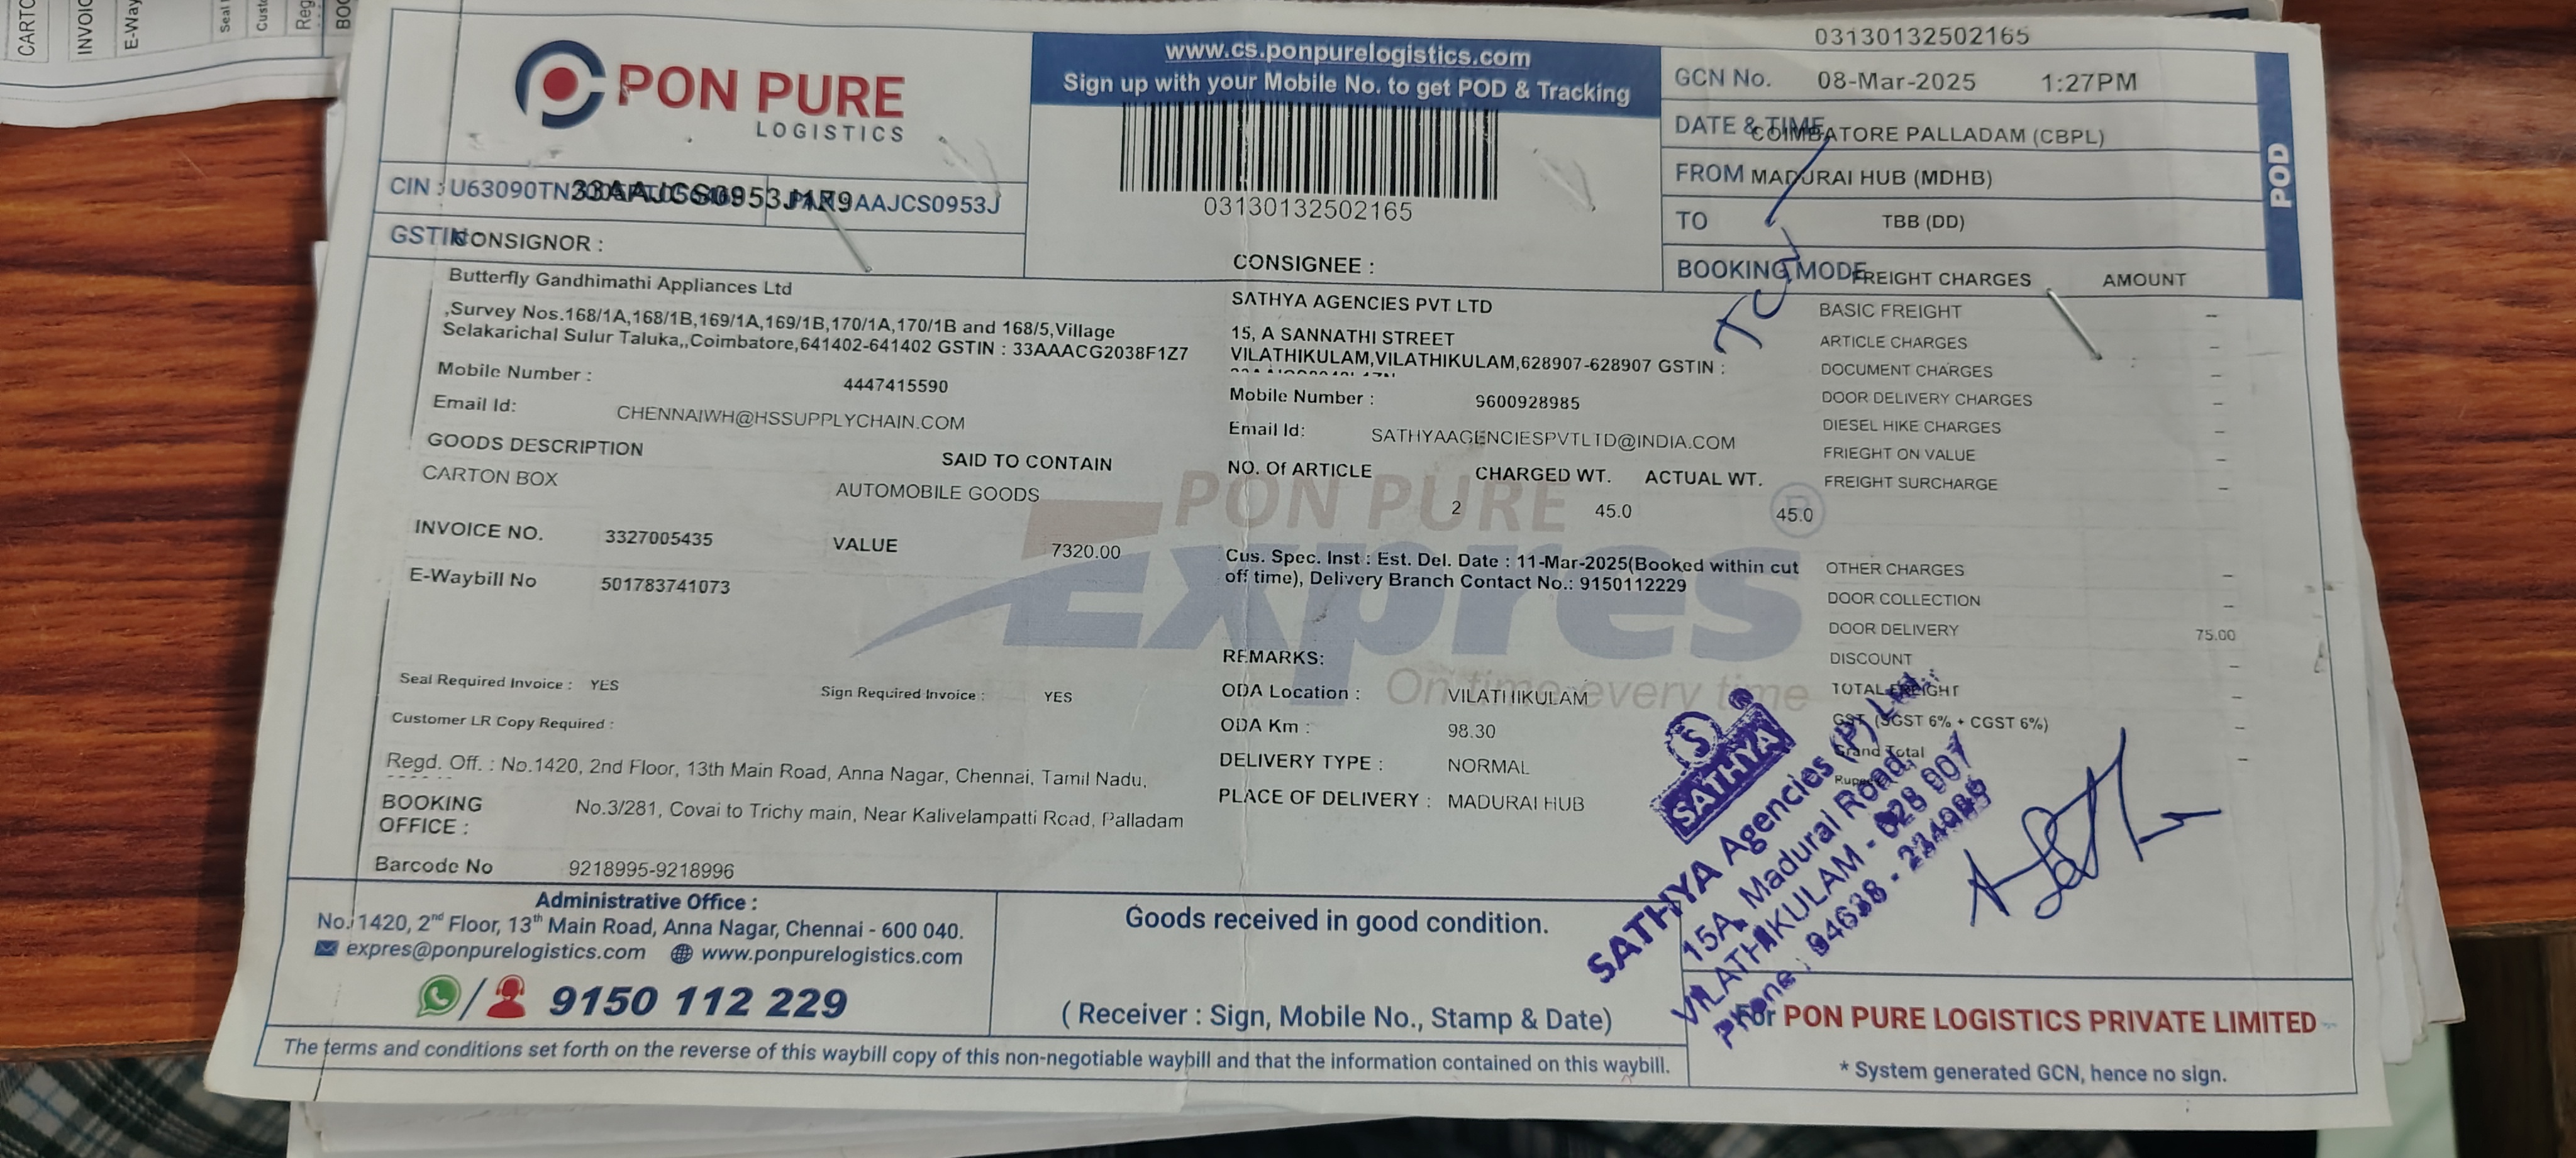 CARTO
INVOIC
E-Way
Seal
Custo
Reg
BOO
PON PURE
LOGISTICS
www.cs.ponpurelogistics.com
Sign up with your Mobile No. to get POD & Tracking
03130132502165
03130132502165
GCN No. 08-Mar-2025 1:27PM
DATE & TIME COIMBATORE PALLADAM (CBPL)
FROM MADURAI HUB (MDHB)
TO TBB (DD)
BOOKING MODE
POD
CIN : U63090TN 33AAJCS0953J1R9 AAJCS0953J
GSTIN
CONSIGNOR :
Butterfly Gandhimathi Appliances Ltd
,Survey Nos.168/1A,168/1B,169/1A,169/1B,170/1A,170/1B and 168/5,Village
Selakarichal Sulur Taluka,,Coimbatore,641402-641402 GSTIN : 33AAACG2038F1Z7
Mobile Number : 4447415590
Email Id: CHENNAIWH@HSSUPPLYCHAIN.COM
CONSIGNEE :
SATHYA AGENCIES PVT LTD
15, A SANNATHI STREET
VILATHIKULAM,VILATHIKULAM,628907-628907 GSTIN :
Mobile Number : 9600928985
Email Id: SATHYAAGENCIESPVTLTD@INDIA.COM
GOODS DESCRIPTION SAID TO CONTAIN
CARTON BOX AUTOMOBILE GOODS
NO. Of ARTICLE CHARGED WT. ACTUAL WT.
2 45.0 45.0
INVOICE NO. 3327005435 VALUE 7320.00
E-Waybill No 501783741073
Cus. Spec. Inst : Est. Del. Date : 11-Mar-2025(Booked within cut
off time), Delivery Branch Contact No.: 9150112229
PON PURE
Expres
On time every time
R
FREIGHT CHARGES AMOUNT
BASIC FREIGHT –
ARTICLE CHARGES –
DOCUMENT CHARGES –
DOOR DELIVERY CHARGES –
DIESEL HIKE CHARGES –
FRIEGHT ON VALUE –
FREIGHT SURCHARGE –
OTHER CHARGES –
DOOR COLLECTION –
DOOR DELIVERY 75.00
DISCOUNT –
TOTAL FREIGHT –
GST (SGST 6% + CGST 6%) –
Grand Total –
Seal Required Invoice : YES Sign Required Invoice : YES
Customer LR Copy Required :
REMARKS:
ODA Location : VILATHIKULAM
ODA Km : 98.30
DELIVERY TYPE : NORMAL
PLACE OF DELIVERY : MADURAI HUB
Regd. Off. : No.1420, 2nd Floor, 13th Main Road, Anna Nagar, Chennai, Tamil Nadu,
BOOKING
OFFICE : No.3/281, Covai to Trichy main, Near Kalivelampatti Road, Palladam
Barcode No 9218995-9218996
S
SATHYA
SATHYA Agencies (P) Ltd.,
15A, Madurai Road,
VILATHIKULAM - 628 907
Phone : 04638 -
Administrative Office :
No. 1420, 2nd Floor, 13th Main Road, Anna Nagar, Chennai - 600 040.
expres@ponpurelogistics.com www.ponpurelogistics.com
9150 112 229
Goods received in good condition.
( Receiver : Sign, Mobile No., Stamp & Date)
For PON PURE LOGISTICS PRIVATE LIMITED
* System generated GCN, hence no sign.
The terms and conditions set forth on the reverse of this waybill copy of this non-negotiable waybill and that the information contained on this waybill.